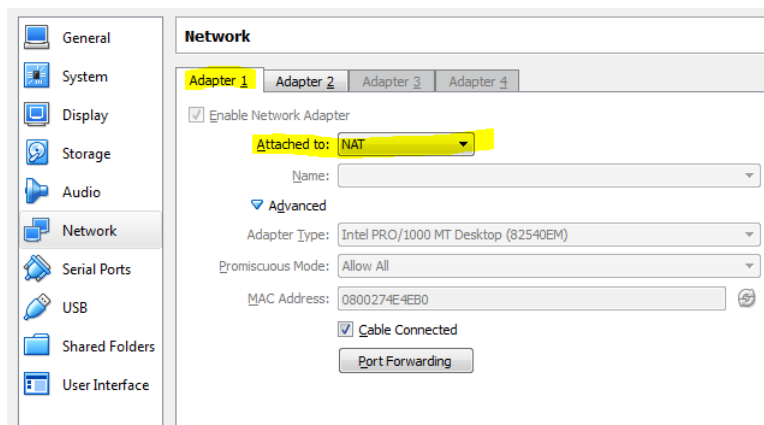 General
System
Display
Storage
Audio
Network
Serial Ports
USB
Shared Folders
User Interface
Network
Adapter 1 Adapter 2 Adapter 3 Adapter 4
Enable Network Adapter
Attached to: NAT
Name:
Advanced
Adapter Type: Intel PRO/1000 MT Desktop (82540EM)
Promiscuous Mode: Allow All
MAC Address: 0800274E4EB0
Cable Connected
Port Forwarding